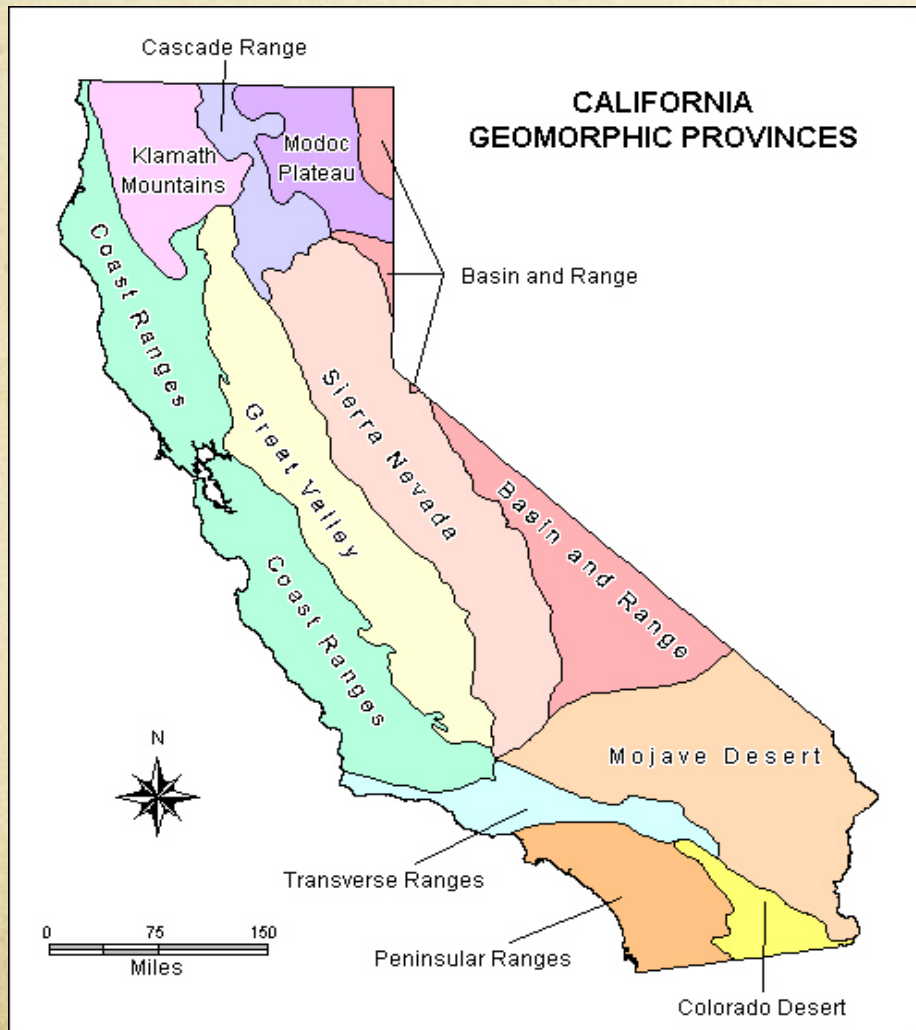 Cascade Range
CALIFORNIA
GEOMORPHIC PROVINCES
Klamath
Mountains
Modoc
Plateau
Coast Ranges
Basin and Range
Sierra Nevada
Great Valley
Basin and Range
Coast Ranges
N
Mojave Desert
Transverse Ranges
0 75 150
Miles
Peninsular Ranges
Colorado Desert